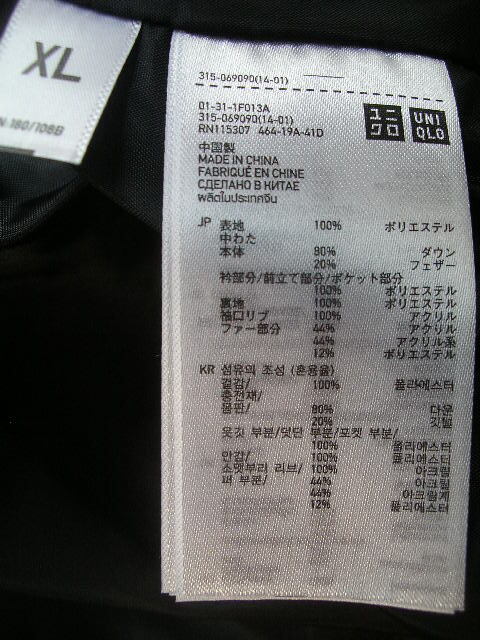 XL
180/108B
315-069090(14-01)
01-31-1F013A
315-069090(14-01)
RN115307 464-19A-41D
ユニ
クロ
UNI
QLO
中国製
MADE IN CHINA
FABRIQUÉ EN CHINE
СДЕЛАНО В КИТАЕ
ผลิตในประเทศจีน
JP 表地 100% ポリエステル
中わた
本体 80% ダウン
20% フェザー
衿部分/前立て部分/ポケット部分
100% ポリエステル
裏地 100% ポリエステル
袖口リブ 100% アクリル
ファー部分 44% アクリル
44% アクリル系
12% ポリエステル
KR 섬유의 조성 (혼용율)
겉감/ 100% 폴리에스터
충전재/
몸판/ 80% 다운
20% 깃털
옷깃 부분/덧단 부분/포켓 부분/
100% 폴리에스터
안감/ 100% 폴리에스터
소맷부리 리브/ 100% 아크릴
퍼 부분/ 44% 아크릴
44% 아크릴계
12% 폴리에스터